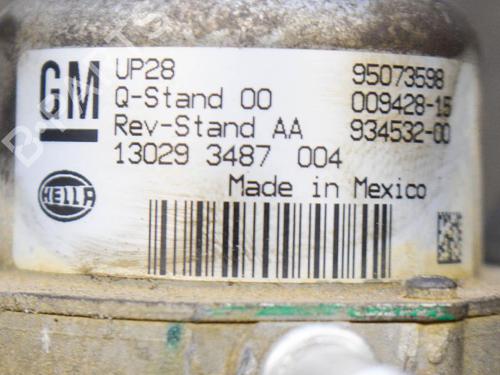 GM
UP28 95073598
Q-Stand 00 009428-15
Rev-Stand AA 934532-00
13029 3487 004
HELLA
Made in Mexico